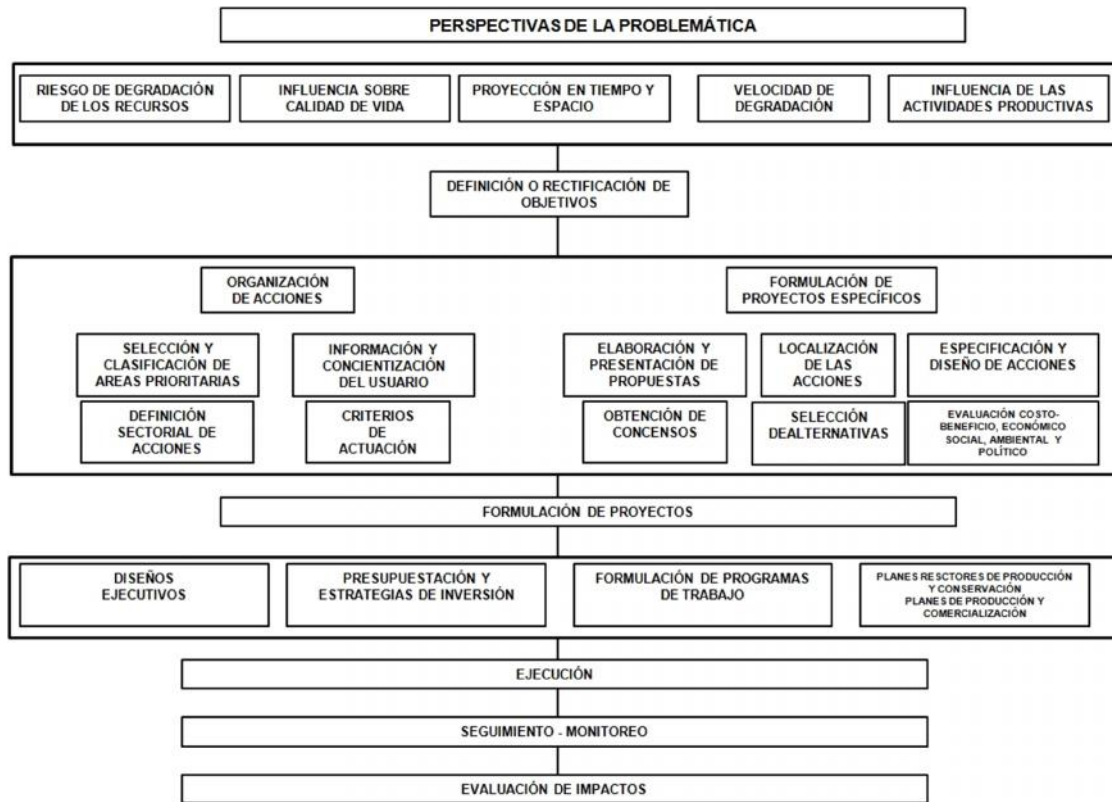 PERSPECTIVAS DE LA PROBLEMÁTICA
RIESGO DE DEGRADACIÓN
DE LOS RECURSOS
INFLUENCIA SOBRE
CALIDAD DE VIDA
PROYECCIÓN EN TIEMPO Y
ESPACIO
VELOCIDAD DE
DEGRADACIÓN
INFLUENCIA DE LAS
ACTIVIDADES PRODUCTIVAS
DEFINICIÓN O RECTIFICACIÓN DE
OBJETIVOS
ORGANIZACIÓN
DE ACCIONES
FORMULACIÓN DE
PROYECTOS ESPECÍFICOS
SELECCIÓN Y
CLASIFICACIÓN DE
AREAS PRIORITARIAS
INFORMACIÓN Y
CONCIENTIZACIÓN
DEL USUARIO
ELABORACIÓN Y
PRESENTACIÓN DE
PROPUESTAS
LOCALIZACIÓN
DE LAS
ACCIONES
ESPECIFICACIÓN Y
DISEÑO DE ACCIONES
DEFINICIÓN
SECTORIAL DE
ACCIONES
CRITERIOS
DE
ACTUACIÓN
OBTENCIÓN DE
CONCENSOS
SELECCIÓN
DEALTERNATIVAS
EVALUACIÓN COSTO-
BENEFICIO, ECONÓMICO
SOCIAL, AMBIENTAL Y
POLÍTICO
FORMULACIÓN DE PROYECTOS
DISEÑOS
EJECUTIVOS
PRESUPUESTACIÓN Y
ESTRATEGIAS DE INVERSIÓN
FORMULACIÓN DE PROGRAMAS
DE TRABAJO
PLANES RESCTORES DE PRODUCCIÓN
Y CONSERVACIÓN
PLANES DE PRODUCCIÓN Y
COMERCIALIZACIÓN
EJECUCIÓN
SEGUIMIENTO - MONITOREO
EVALUACIÓN DE IMPACTOS